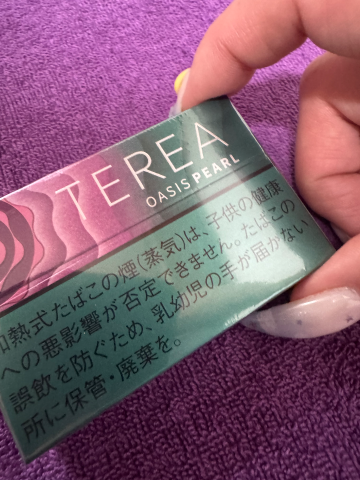 TEREA
OASIS PEARL
加熱式たばこの煙(蒸気)は、子供の健康
への悪影響が否定できません。たばこの
誤飲を防ぐため、乳幼児の手が届かない
所に保管・廃棄を。